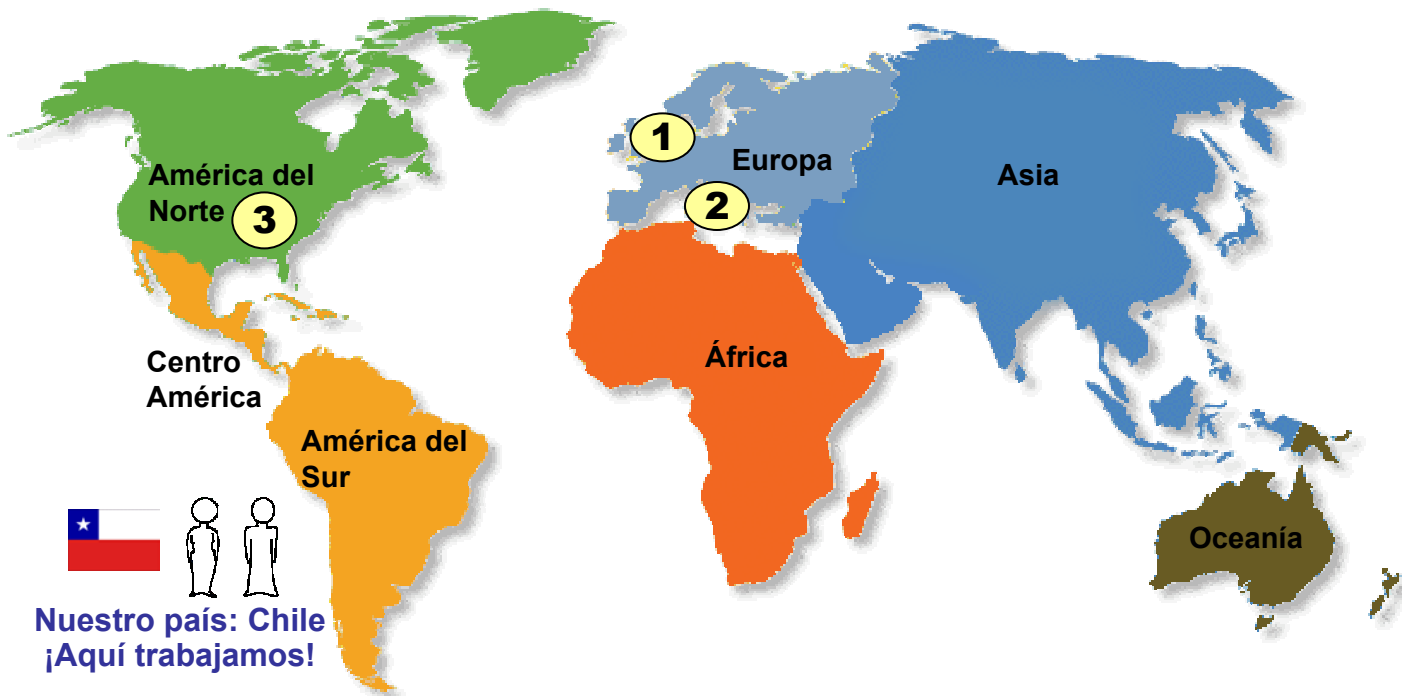 1
Europa
Asia
América del
Norte
3
2
Centro
América
África
América del
Sur
Oceanía
Nuestro país: Chile
¡Aquí trabajamos!